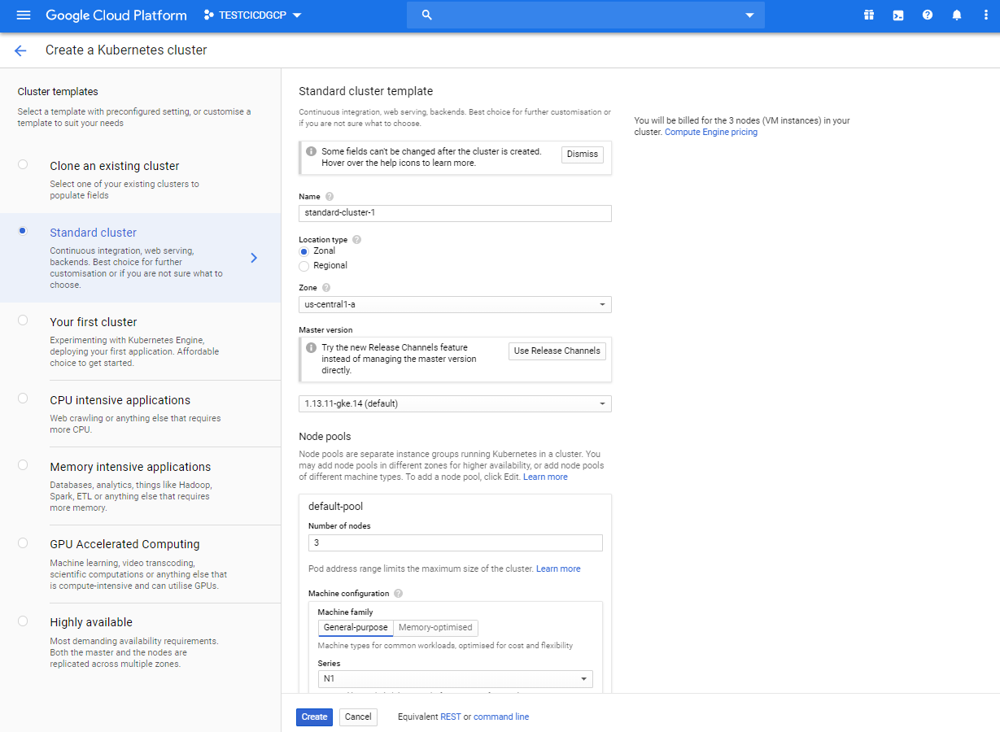 Google Cloud Platform
TESTCICDGCP
Create a Kubernetes cluster
Cluster templates
Select a template with preconfigured setting, or customise a
template to suit your needs
Clone an existing cluster
Select one of your existing clusters to
populate fields
Standard cluster
Continuous integration, web serving,
backends. Best choice for further
customisation or if you are not sure what to
choose.
Your first cluster
Experimenting with Kubernetes Engine,
deploying your first application. Affordable
choice to get started.
CPU intensive applications
Web crawling or anything else that requires
more CPU.
Memory intensive applications
Databases, analytics, things like Hadoop,
Spark, ETL or anything else that requires
more memory.
GPU Accelerated Computing
Machine learning, video transcoding,
scientific computations or anything else that
is compute-intensive and can utilise GPUs.
Highly available
Most demanding availability requirements.
Both the master and the nodes are
replicated across multiple zones.
Standard cluster template
Continuous integration, web serving, backends. Best choice for further customisation or
if you are not sure what to choose.
Some fields can't be changed after the cluster is created.
Hover over the help icons to learn more.
Dismiss
Name
standard-cluster-1
Location type
Zonal
Regional
Zone
us-central1-a
Master version
Try the new Release Channels feature
instead of managing the master version
directly.
Use Release Channels
1.13.11-gke.14 (default)
Node pools
Node pools are separate instance groups running Kubernetes in a cluster. You
may add node pools in different zones for higher availability, or add node pools
of different machine types. To add a node pool, click Edit. Learn more
default-pool
Number of nodes
3
Pod address range limits the maximum size of the cluster. Learn more
Machine configuration
Machine family
General-purpose
Memory-optimised
Machine types for common workloads, optimised for cost and flexibility
Series
N1
Create
Cancel
Equivalent REST or command line
You will be billed for the 3 nodes (VM instances) in your
cluster. Compute Engine pricing